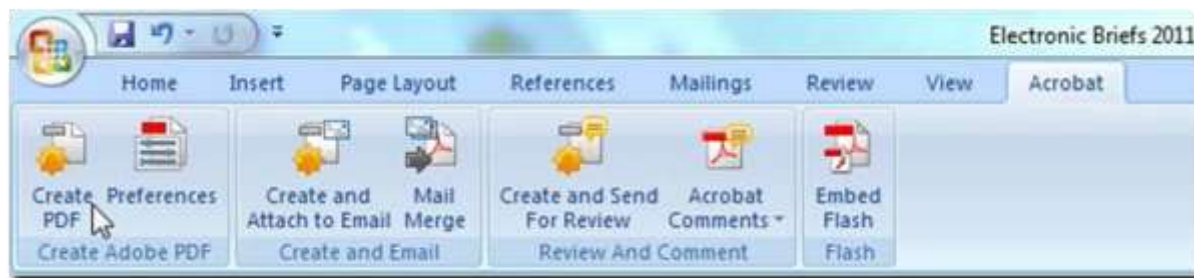 Electronic Briefs 2011
Home Insert Page Layout References Mailings Review View Acrobat
Create Preferences Create and Mail Create and Send Acrobat Embed
PDF Attach to Email Merge For Review Comments Flash
Create Adobe PDF Create and Email Review And Comment Flash